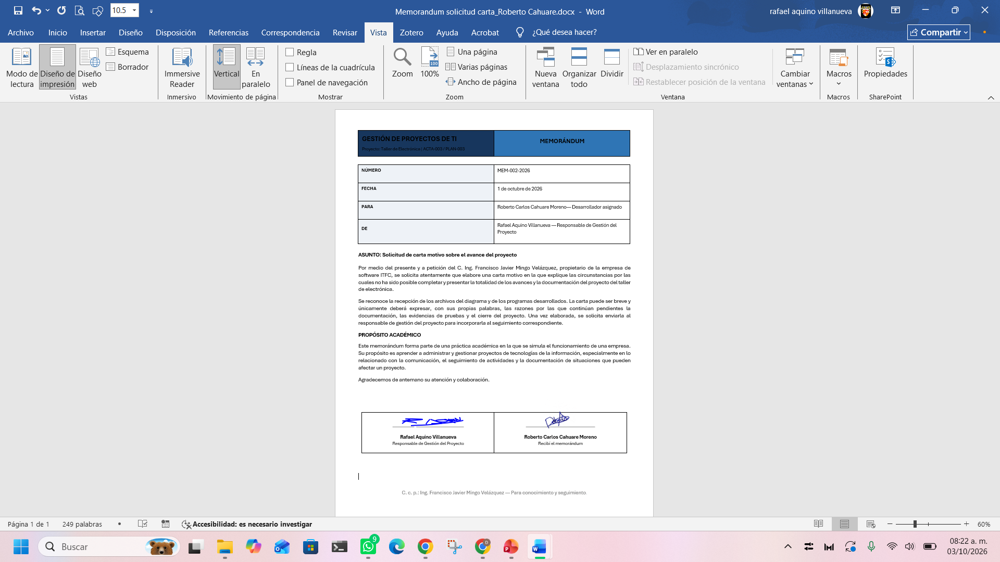 10.5
Memorandum solicitud carta_Roberto Cahuare.docx - Word
rafael aquino villanueva
Archivo Inicio Insertar Diseño Disposición Referencias Correspondencia Revisar Vista Zotero Ayuda Acrobat ¿Qué desea hacer? Compartir
Modo de lectura
Diseño de impresión
Diseño web
Esquema
Borrador
Vistas
Immersive Reader
Inmersivo
Vertical
En paralelo
Movimiento de página
Regla
Líneas de la cuadrícula
Panel de navegación
Mostrar
Zoom
100
100%
Una página
Varias páginas
Ancho de página
Zoom
Nueva ventana
Organizar todo
Dividir
Ver en paralelo
Desplazamiento sincrónico
Restablecer posición de la ventana
Cambiar ventanas
Ventana
Macros
Macros
Propiedades
SharePoint
GESTIÓN DE PROYECTOS DE TI
Proyecto: Taller de Electrónica | ACTA-003 / PLAN-003
MEMORÁNDUM
NÚMERO MEM-002-2026
FECHA 1 de octubre de 2026
PARA Roberto Carlos Cahuare Moreno— Desarrollador asignado
DE Rafael Aquino Villanueva — Responsable de Gestión del
Proyecto
ASUNTO: Solicitud de carta motivo sobre el avance del proyecto
Por medio del presente y a petición del C. Ing. Francisco Javier Mingo Velázquez, propietario de la empresa de
software ITFC, se solicita atentamente que elabore una carta motivo en la que explique las circunstancias por las
cuales no ha sido posible completar y presentar la totalidad de los avances y la documentación del proyecto del taller
de electrónica.
Se reconoce la recepción de los archivos del diagrama y de los programas desarrollados. La carta puede ser breve y
únicamente deberá expresar, con sus propias palabras, las razones por las que continúan pendientes la
documentación, las evidencias de pruebas y el cierre del proyecto. Una vez elaborada, se solicita enviarla al
responsable de gestión del proyecto para incorporarla al seguimiento correspondiente.
PROPÓSITO ACADÉMICO
Este memorándum forma parte de una práctica académica en la que se simula el funcionamiento de una empresa.
Su propósito es aprender a administrar y gestionar proyectos de tecnologías de la información, especialmente en lo
relacionado con la comunicación, el seguimiento de actividades y la documentación de situaciones que pueden
afectar un proyecto.
Agradecemos de antemano su atención y colaboración.
Rafael Aquino Villanueva
Responsable de Gestión del Proyecto
Roberto Carlos Cahuare Moreno
Recibí el memorándum
C. c. p.: Ing. Francisco Javier Mingo Velázquez — Para conocimiento y seguimiento.
Página 1 de 1 249 palabras Accesibilidad: es necesario investigar 60%
Buscar
9
08:22 a. m.
03/10/2026